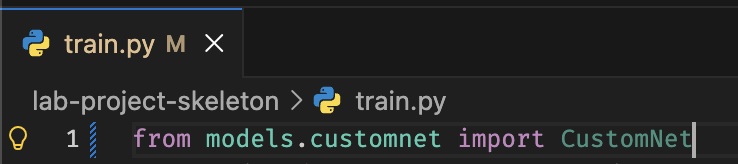 train.py M
lab-project-skeleton > train.py
1 from models.customnet import CustomNet